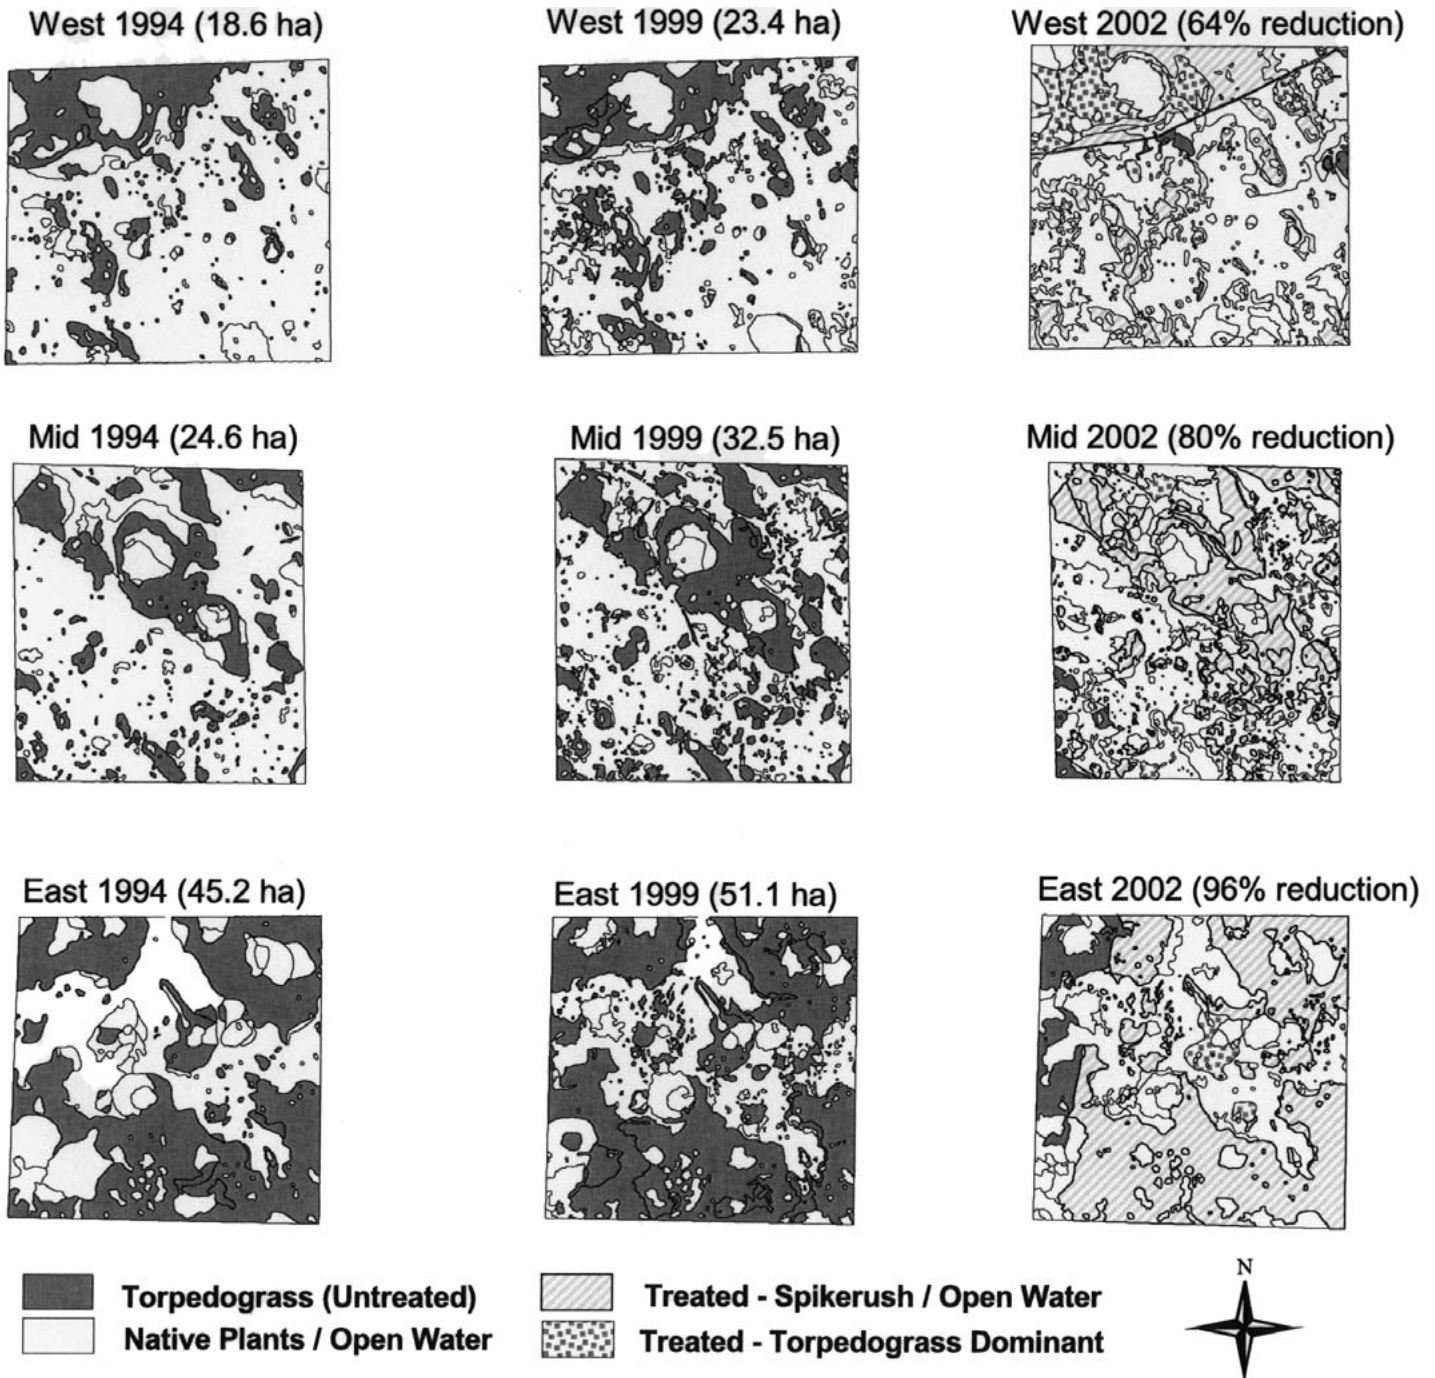 West 1994 (18.6 ha)
West 1999 (23.4 ha)
West 2002 (64% reduction)
Mid 1994 (24.6 ha)
Mid 1999 (32.5 ha)
Mid 2002 (80% reduction)
East 1994 (45.2 ha)
East 1999 (51.1 ha)
East 2002 (96% reduction)
Torpedograss (Untreated)
Native Plants / Open Water
Treated - Spikerush / Open Water
Treated - Torpedograss Dominant
N